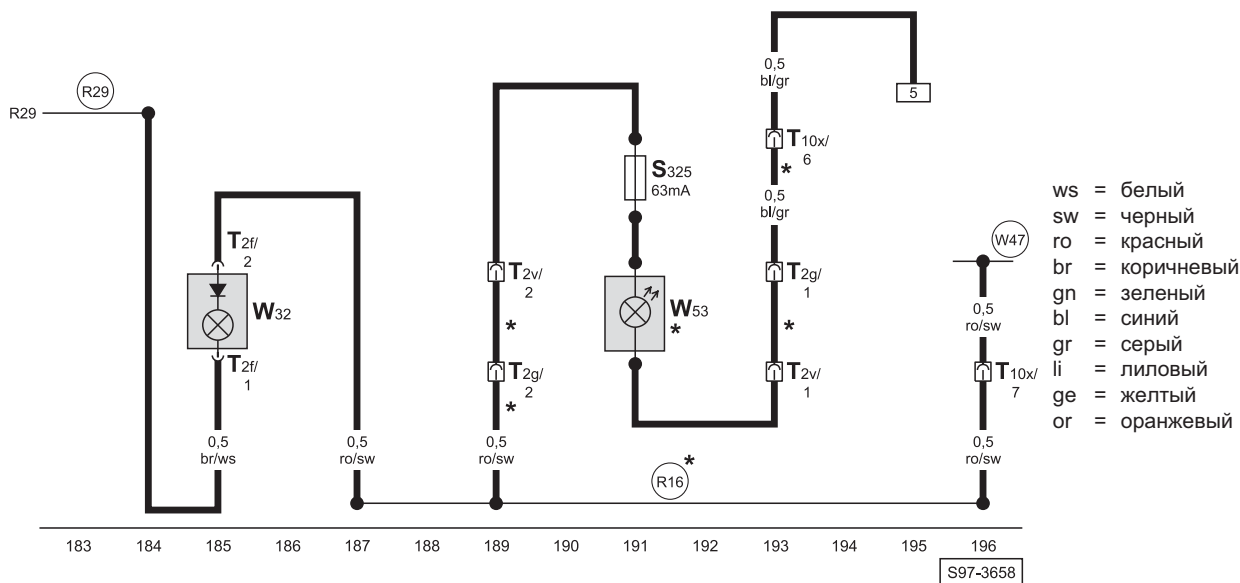 R29
R29
T2f/
2
W32
T2f/
1
0,5
br/ws
0,5
ro/sw
T2v/
2
*
T2g/
2
*
0,5
ro/sw
S325
63mA
W53
*
R16
*
0,5
bl/gr
T10x/
6
*
0,5
bl/gr
T2g/
1
*
T2v/
1
5
W47
0,5
ro/sw
T10x/
7
0,5
ro/sw
ws = белый
sw = черный
ro = красный
br = коричневый
gn = зеленый
bl = синий
gr = серый
li = лиловый
ge = желтый
or = оранжевый
183 184 185 186 187 188 189 190 191 192 193 194 195 196
S97-3658